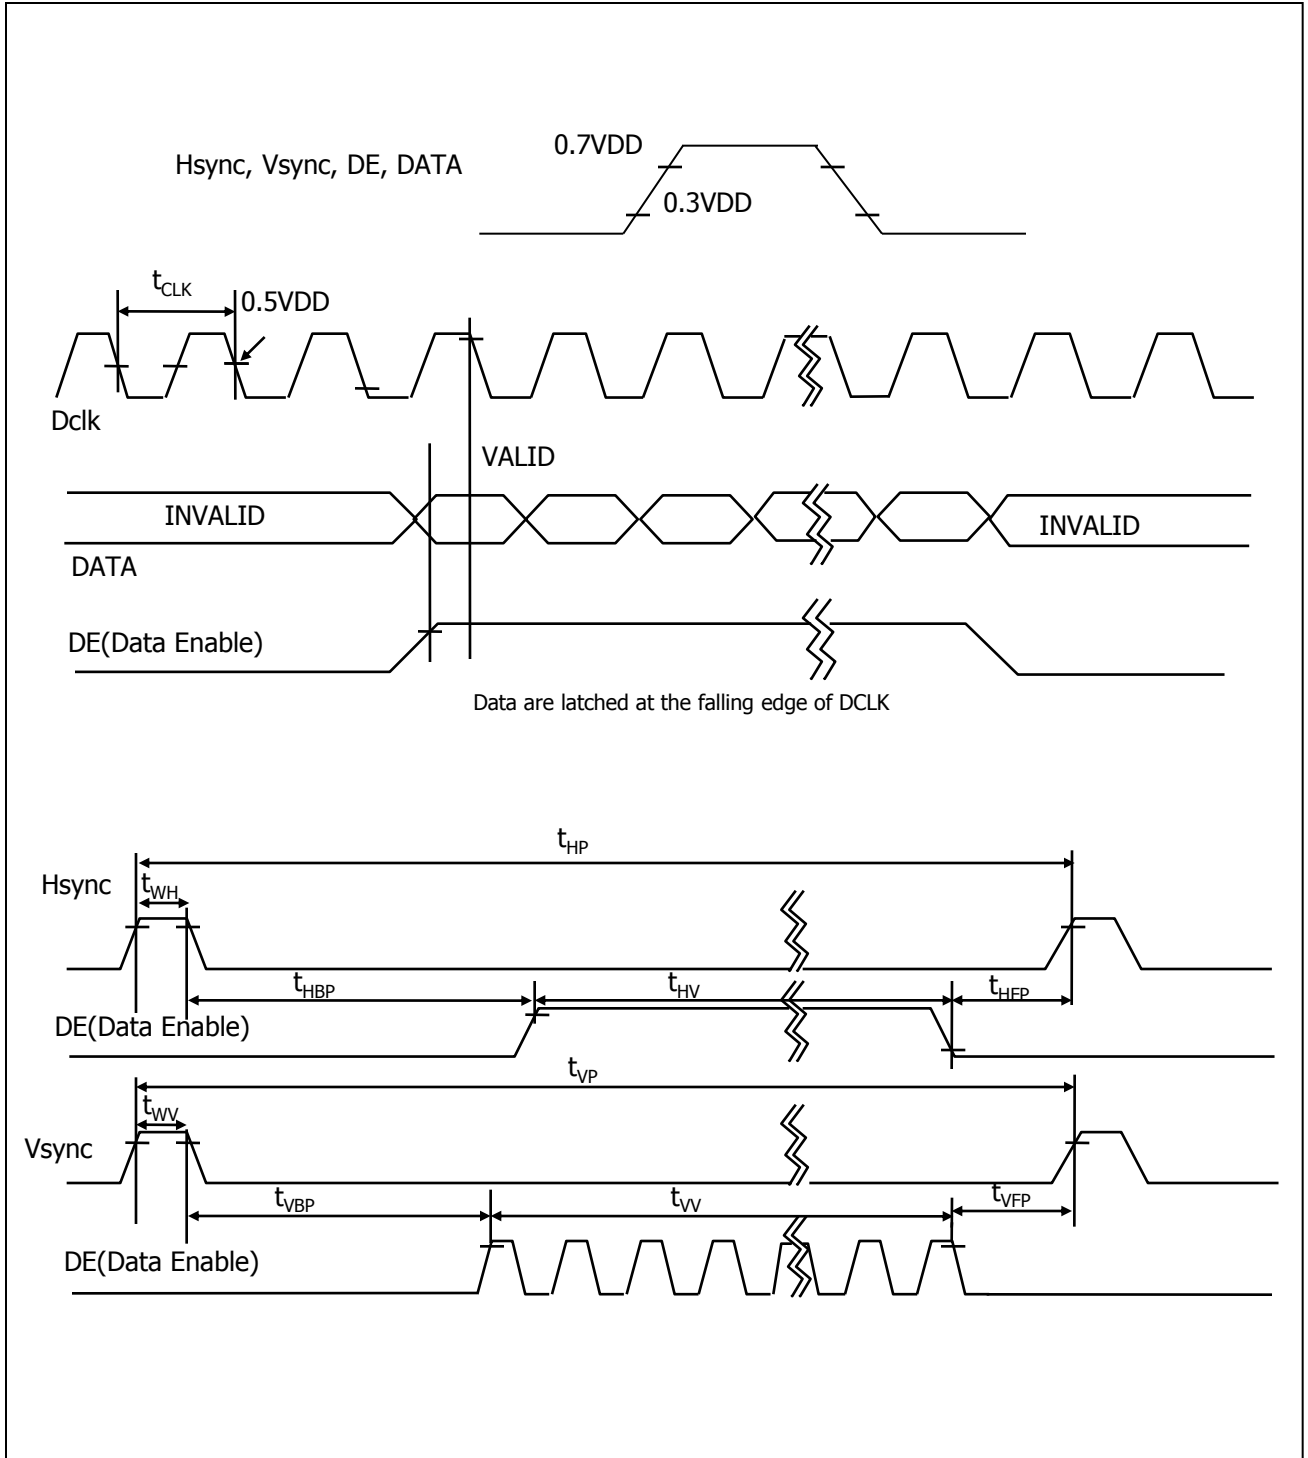 0.7VDD
Hsync, Vsync, DE, DATA
0.3VDD
tCLK
0.5VDD
Dclk
VALID
INVALID
INVALID
DATA
DE(Data Enable)
Data are latched at the falling edge of DCLK
tHP
Hsync
tWH
tHBP
tHV
tHFP
DE(Data Enable)
tVP
tWV
Vsync
tVBP
tVV
tVFP
DE(Data Enable)